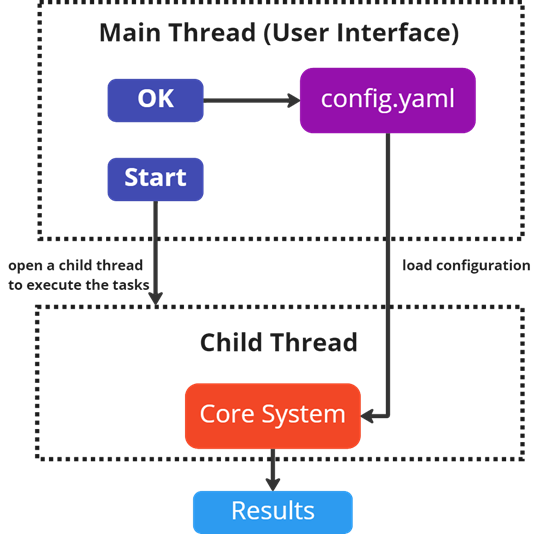 Main Thread (User Interface)
OK
config.yaml
Start
open a child thread
to execute the tasks
load configuration
Child Thread
Core System
Results